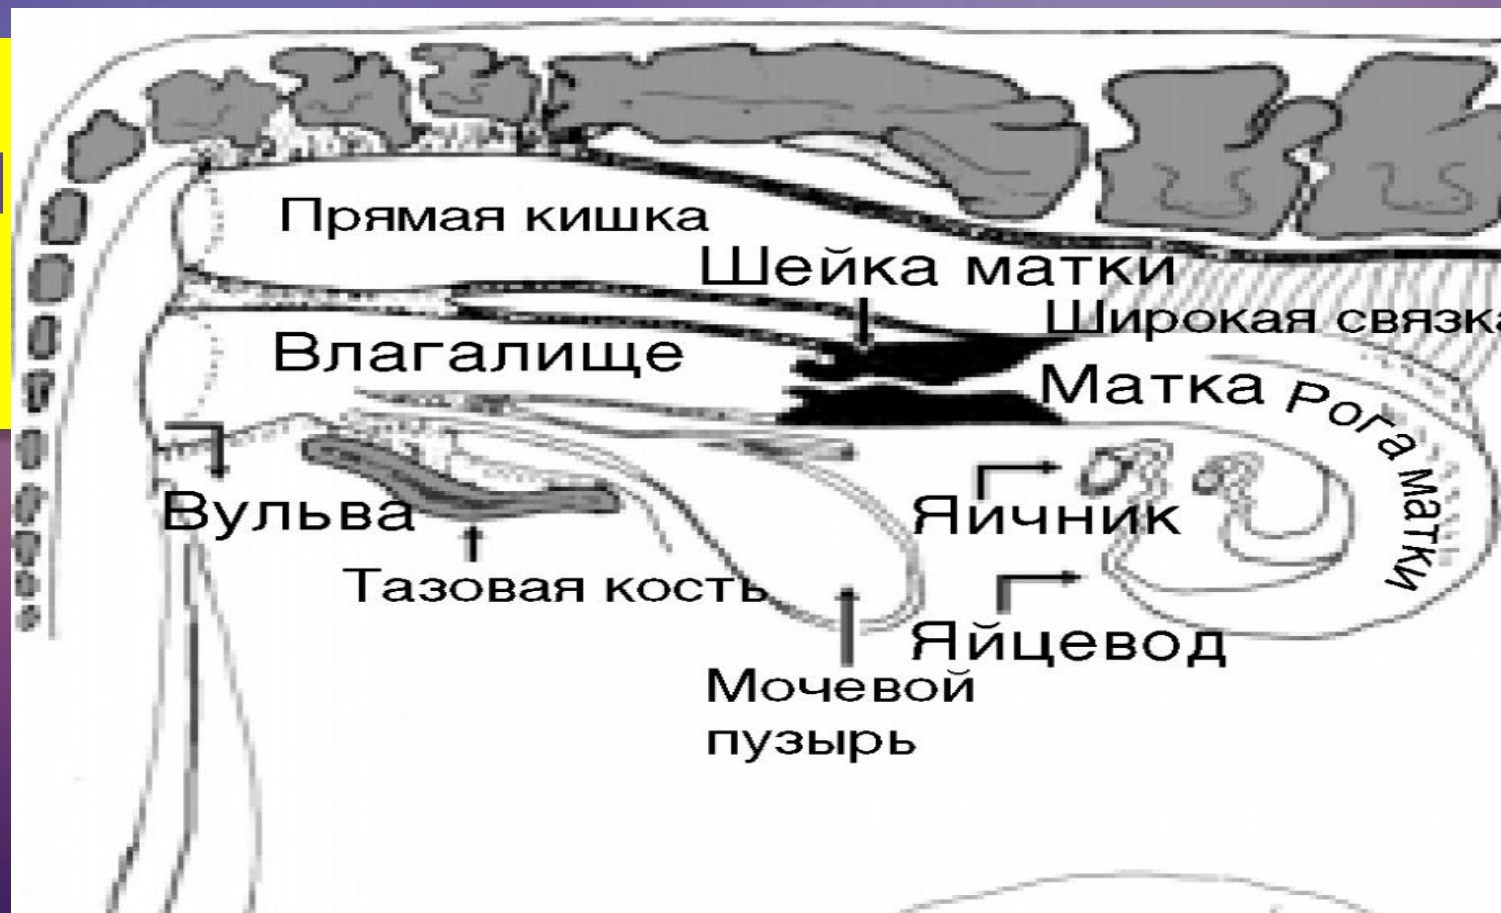 Прямая кишка
Шейка матки
Широкая связка
Влагалище
Матка
Рога матки
Вульва
Яичник
Тазовая кость
Яйцевод
Мочевой
пузырь